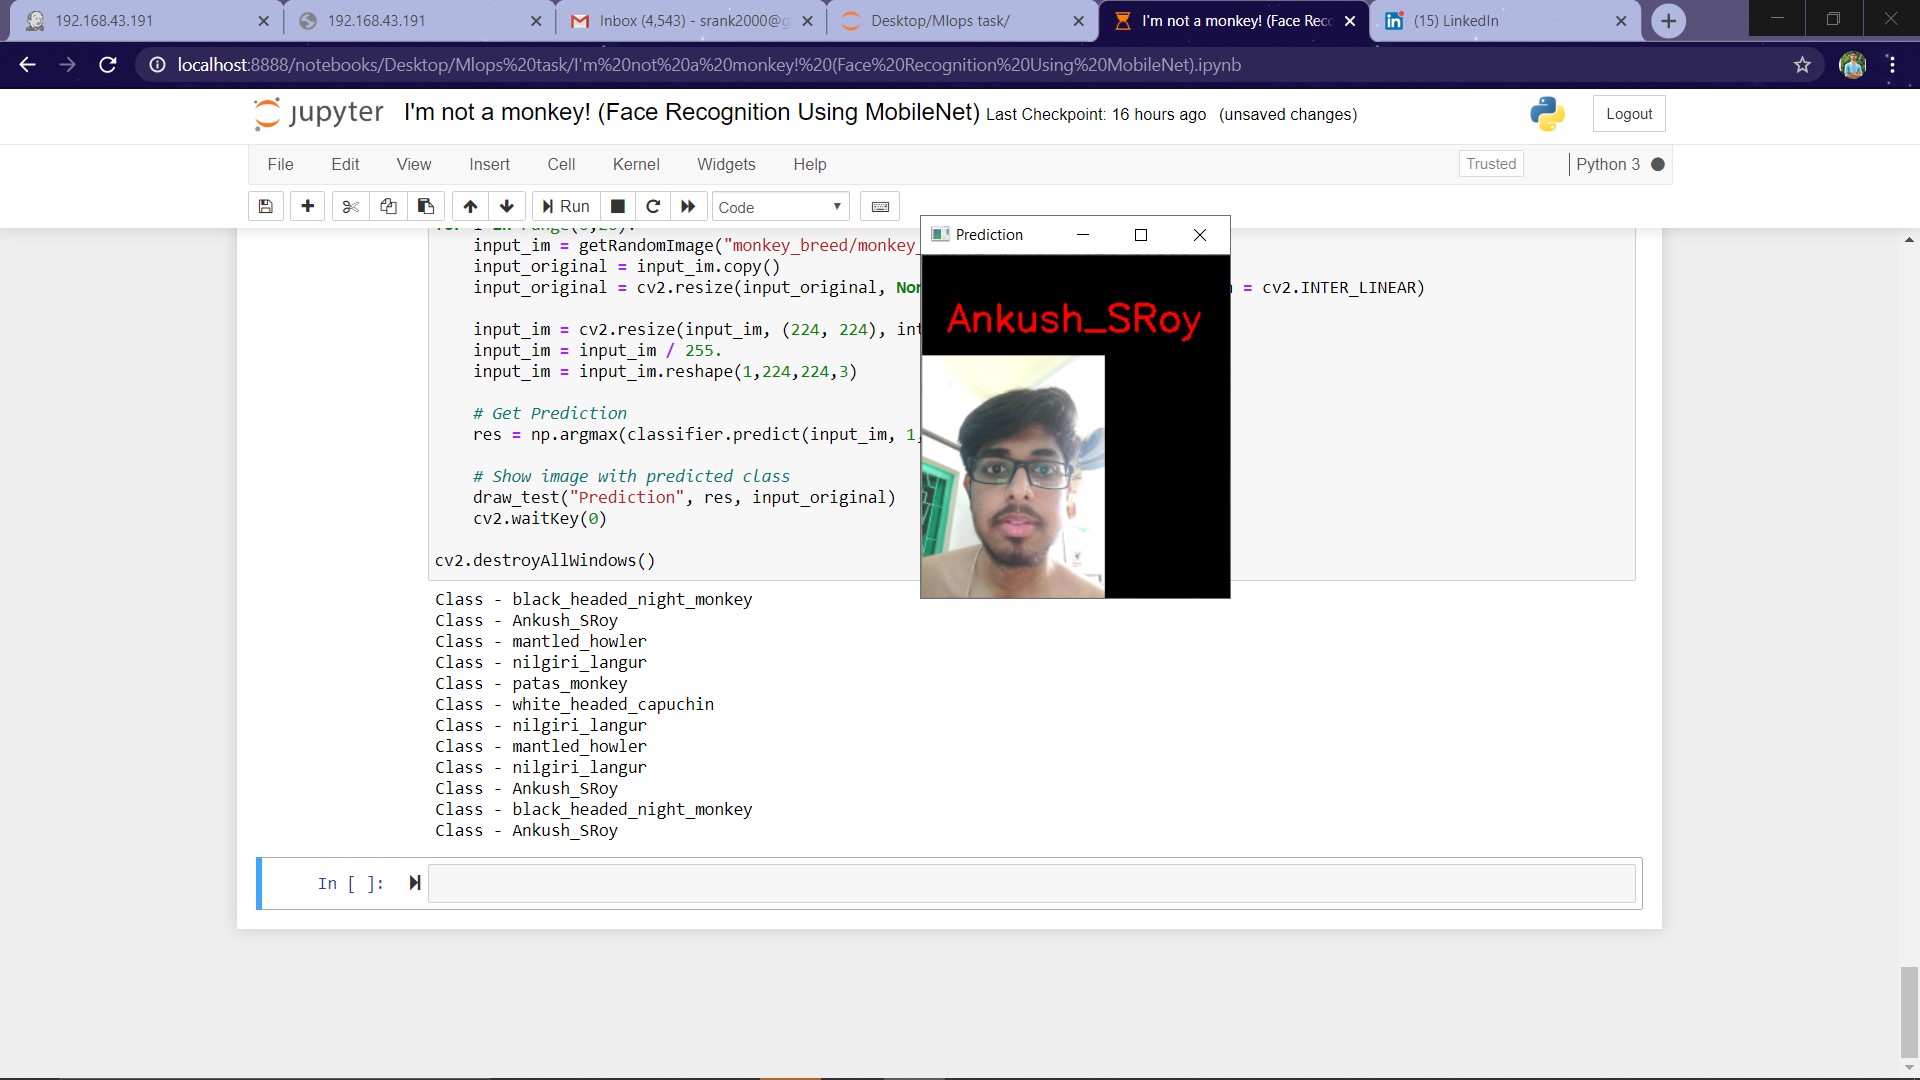 192.168.43.191
192.168.43.191
Inbox (4,543) - srank2000@g
Desktop/Mlops task/
I'm not a monkey! (Face Rec
(15) LinkedIn
localhost:8888/notebooks/Desktop/Mlops%20task/I'm%20not%20a%20monkey!%20(Face%20Recognition%20Using%20MobileNet).ipynb
jupyter I'm not a monkey! (Face Recognition Using MobileNet) Last Checkpoint: 16 hours ago (unsaved changes)
Logout
File Edit View Insert Cell Kernel Widgets Help
Trusted
Python 3
Run
Code
Prediction
Ankush_SRoy
input_im = getRandomImage("monkey_breed/monkey_
input_original = input_im.copy()
input_original = cv2.resize(input_original, Non = cv2.INTER_LINEAR)
input_im = cv2.resize(input_im, (224, 224), int
input_im = input_im / 255.
input_im = input_im.reshape(1,224,224,3)
# Get Prediction
res = np.argmax(classifier.predict(input_im, 1,
# Show image with predicted class
draw_test("Prediction", res, input_original)
cv2.waitKey(0)
cv2.destroyAllWindows()
Class - black_headed_night_monkey
Class - Ankush_SRoy
Class - mantled_howler
Class - nilgiri_langur
Class - patas_monkey
Class - white_headed_capuchin
Class - nilgiri_langur
Class - mantled_howler
Class - nilgiri_langur
Class - Ankush_SRoy
Class - black_headed_night_monkey
Class - Ankush_SRoy
In [ ]: